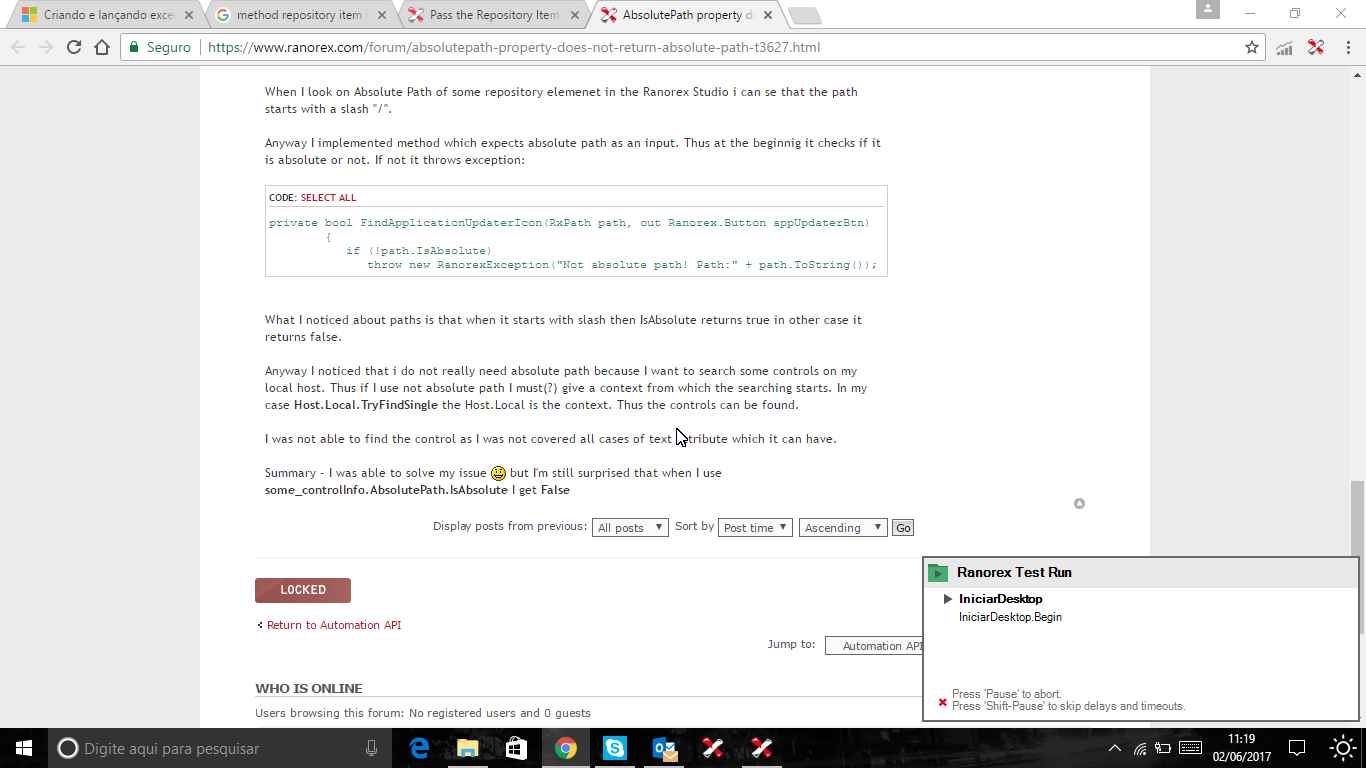 Criando e lançando exce
method repository item
Pass the Repository Item
AbsolutePath property d
Seguro
https://www.ranorex.com/forum/absolutepath-property-does-not-return-absolute-path-t3627.html
When I look on Absolute Path of some repository elemenet in the Ranorex Studio i can se that the path
starts with a slash "/".
Anyway I implemented method which expects absolute path as an input. Thus at the beginnig it checks if it
is absolute or not. If not it throws exception:
CODE: SELECT ALL
private bool FindApplicationUpdaterIcon(RxPath path, out Ranorex.Button appUpdaterBtn)
{
if (!path.IsAbsolute)
throw new RanorexException("Not absolute path! Path:" + path.ToString());
What I noticed about paths is that when it starts with slash then IsAbsolute returns true in other case it
returns false.
Anyway I noticed that i do not really need absolute path because I want to search some controls on my
local host. Thus if I use not absolute path I must(?) give a context from which the searching starts. In my
case Host.Local.TryFindSingle the Host.Local is the context. Thus the controls can be found.
I was not able to find the control as I was not covered all cases of text attribute which it can have.
Summary - I was able to solve my issue but I'm still surprised that when I use
some_controlInfo.AbsolutePath.IsAbsolute I get False
Display posts from previous: All posts Sort by Post time Ascending Go
LOCKED
Return to Automation API
Jump to: Automation API
WHO IS ONLINE
Users browsing this forum: No registered users and 0 guests
Ranorex Test Run
IniciarDesktop
IniciarDesktop.Begin
Press 'Pause' to abort.
Press 'Shift-Pause' to skip delays and timeouts.
Digite aqui para pesquisar
11:19
02/06/2017